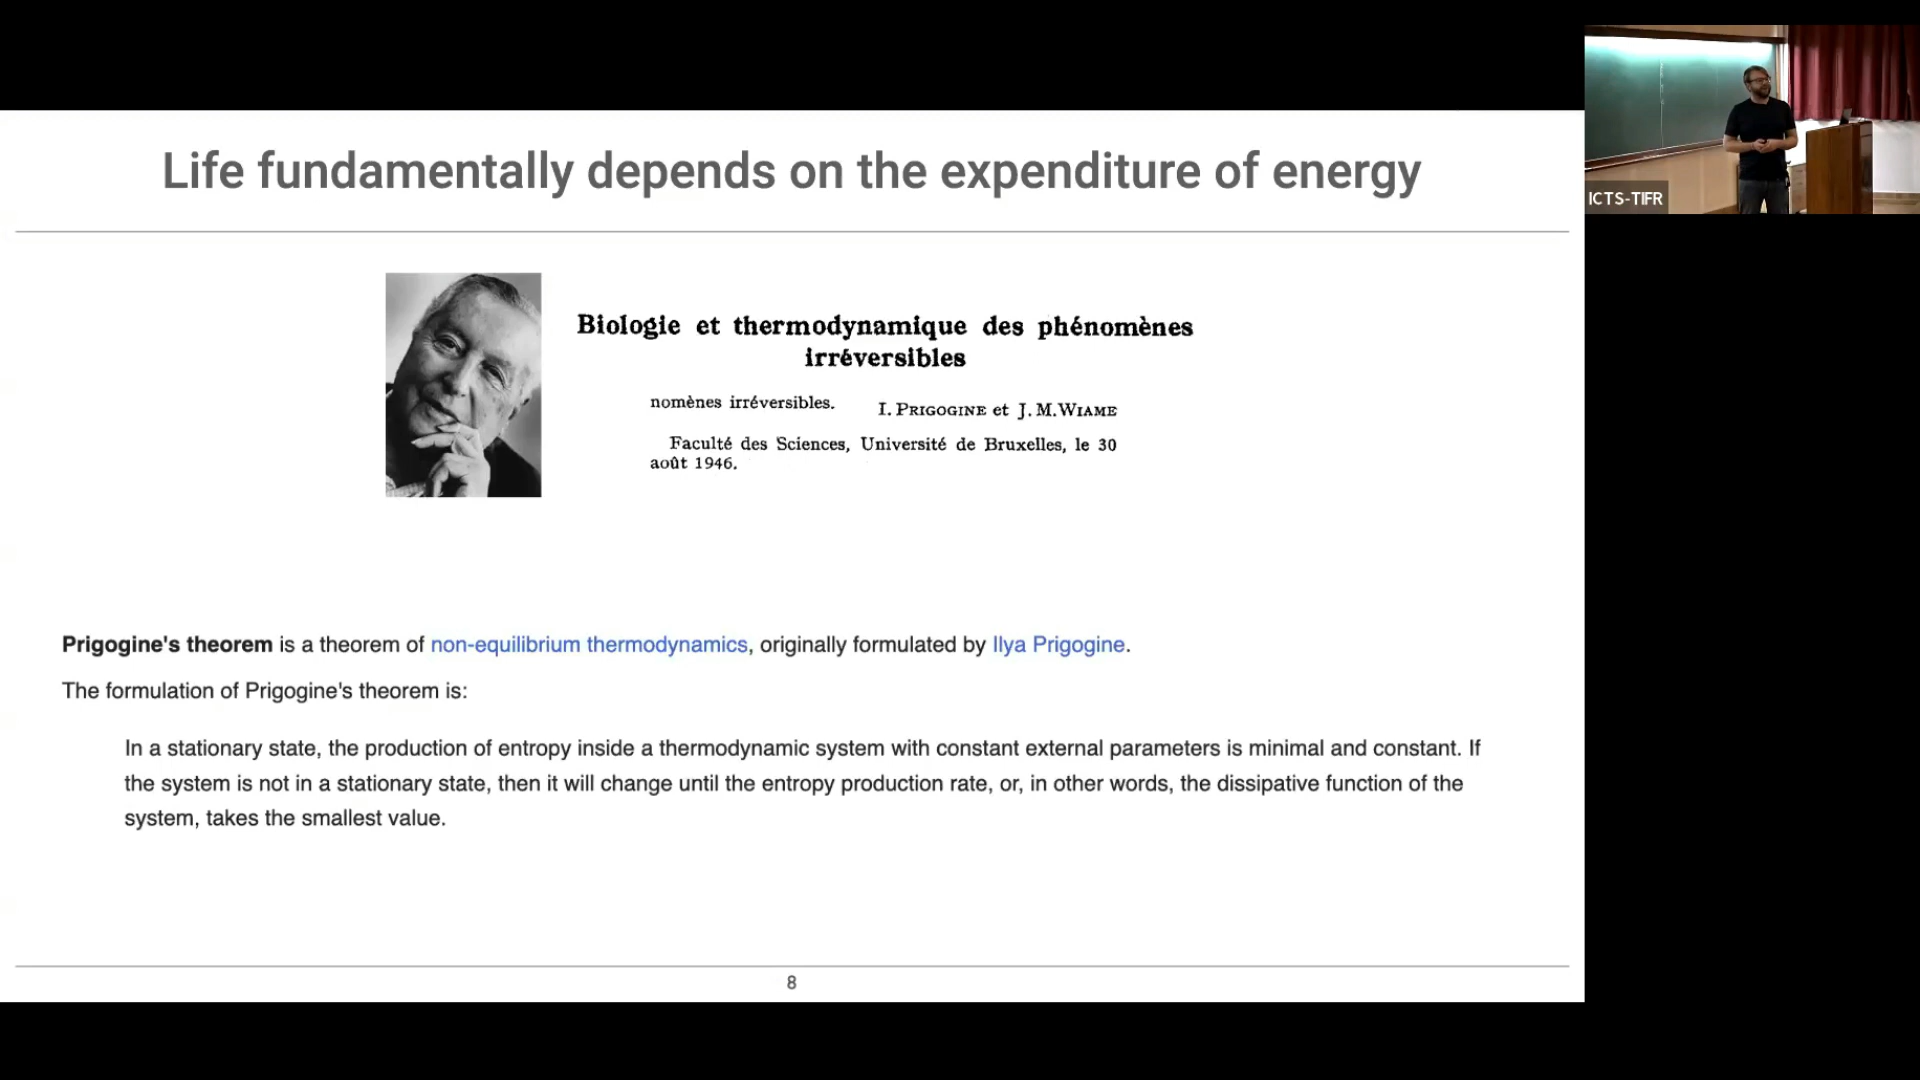 Life fundamentally depends on the expenditure of energy
ICTS-TIFR
Biologie et thermodynamique des phénomènes
irréversibles
nomènes irréversibles. I. PRIGOGINE et J. M. WIAME
Faculté des Sciences, Université de Bruxelles, le 30
août 1946.
Prigogine's theorem is a theorem of non-equilibrium thermodynamics, originally formulated by Ilya Prigogine.
The formulation of Prigogine's theorem is:
In a stationary state, the production of entropy inside a thermodynamic system with constant external parameters is minimal and constant. If
the system is not in a stationary state, then it will change until the entropy production rate, or, in other words, the dissipative function of the
system, takes the smallest value.
8